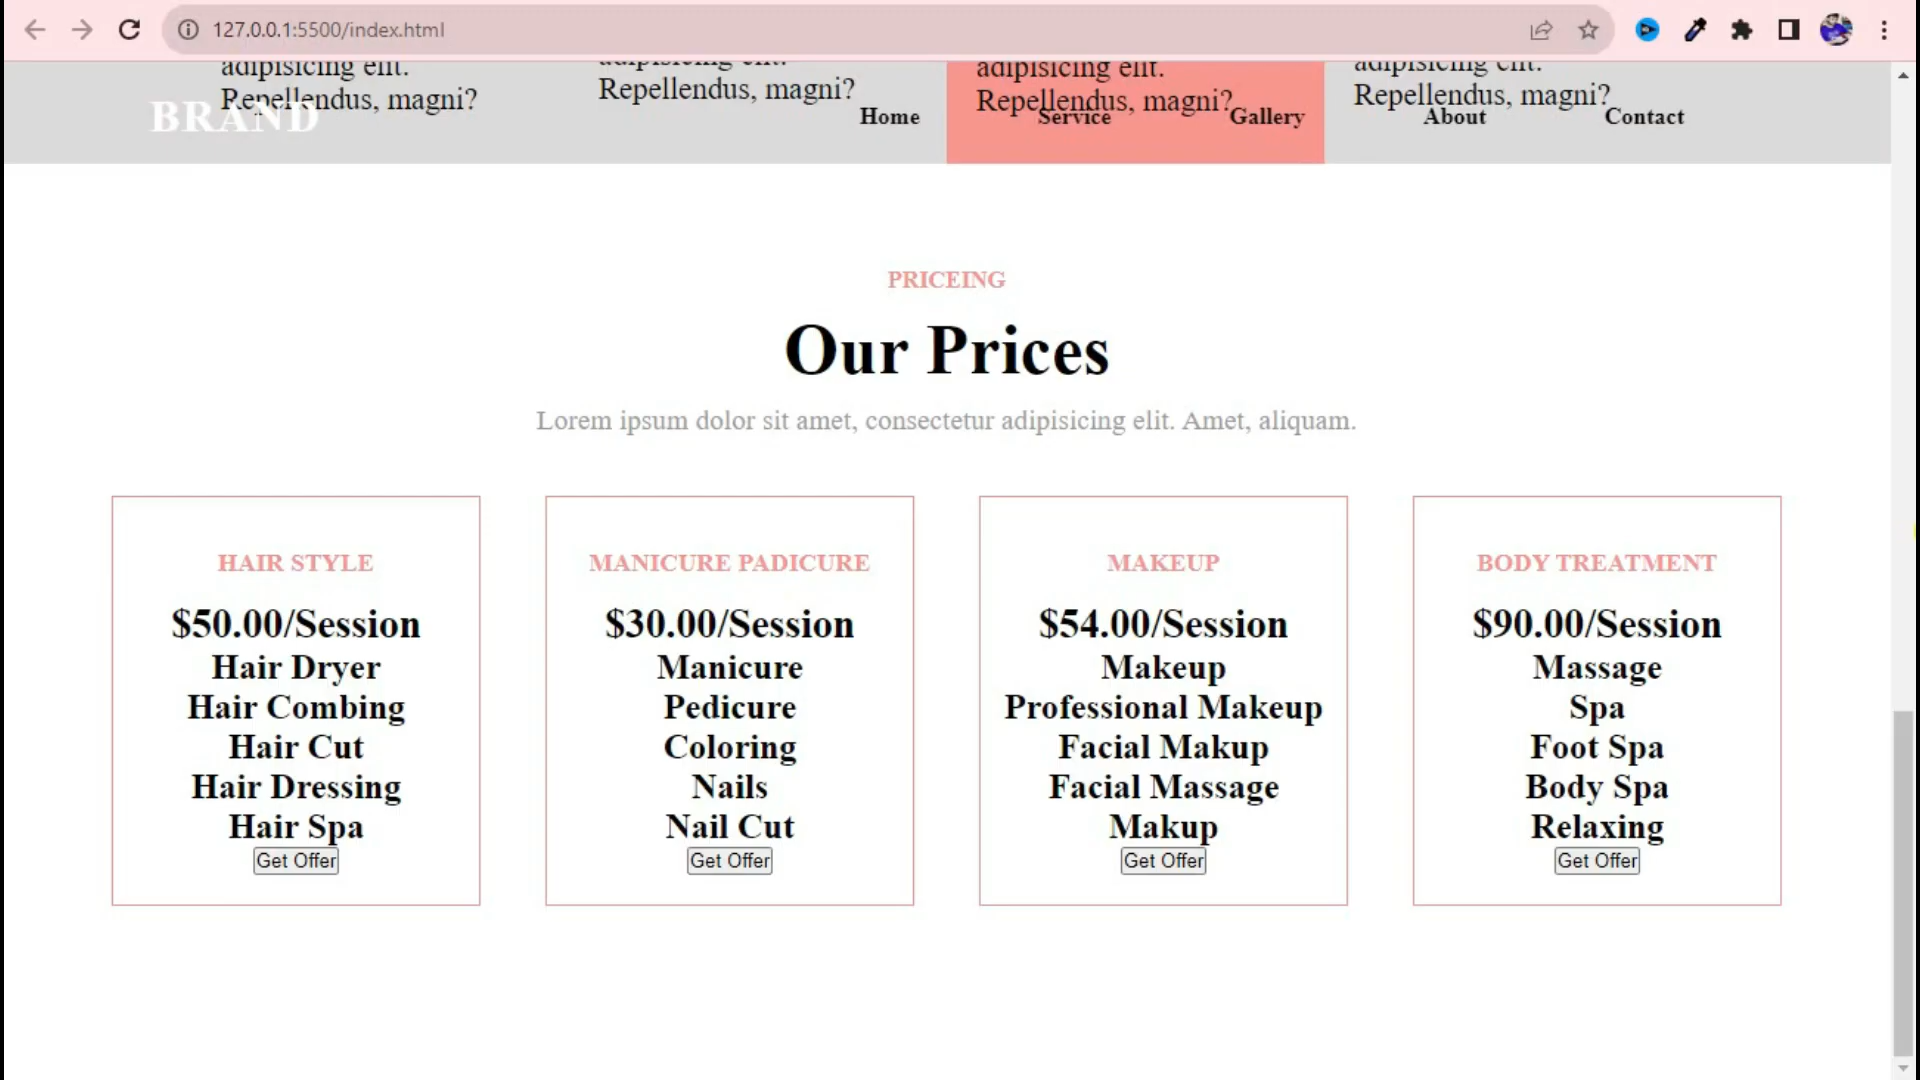 127.0.0.1:5500/index.html
adipisicing elit.
Repellendus, magni?
adipisicing elit.
Repellendus, magni?
adipisicing elit.
Repellendus, magni?
adipisicing elit.
Repellendus, magni?
BRAND
Home
Service
Gallery
About
Contact
PRICEING
Our Prices
Lorem ipsum dolor sit amet, consectetur adipisicing elit. Amet, aliquam.
HAIR STYLE
$50.00/Session
Hair Dryer
Hair Combing
Hair Cut
Hair Dressing
Hair Spa
Get Offer
MANICURE PADICURE
$30.00/Session
Manicure
Pedicure
Coloring
Nails
Nail Cut
Get Offer
MAKEUP
$54.00/Session
Makeup
Professional Makeup
Facial Makup
Facial Massage
Makup
Get Offer
BODY TREATMENT
$90.00/Session
Massage
Spa
Foot Spa
Body Spa
Relaxing
Get Offer